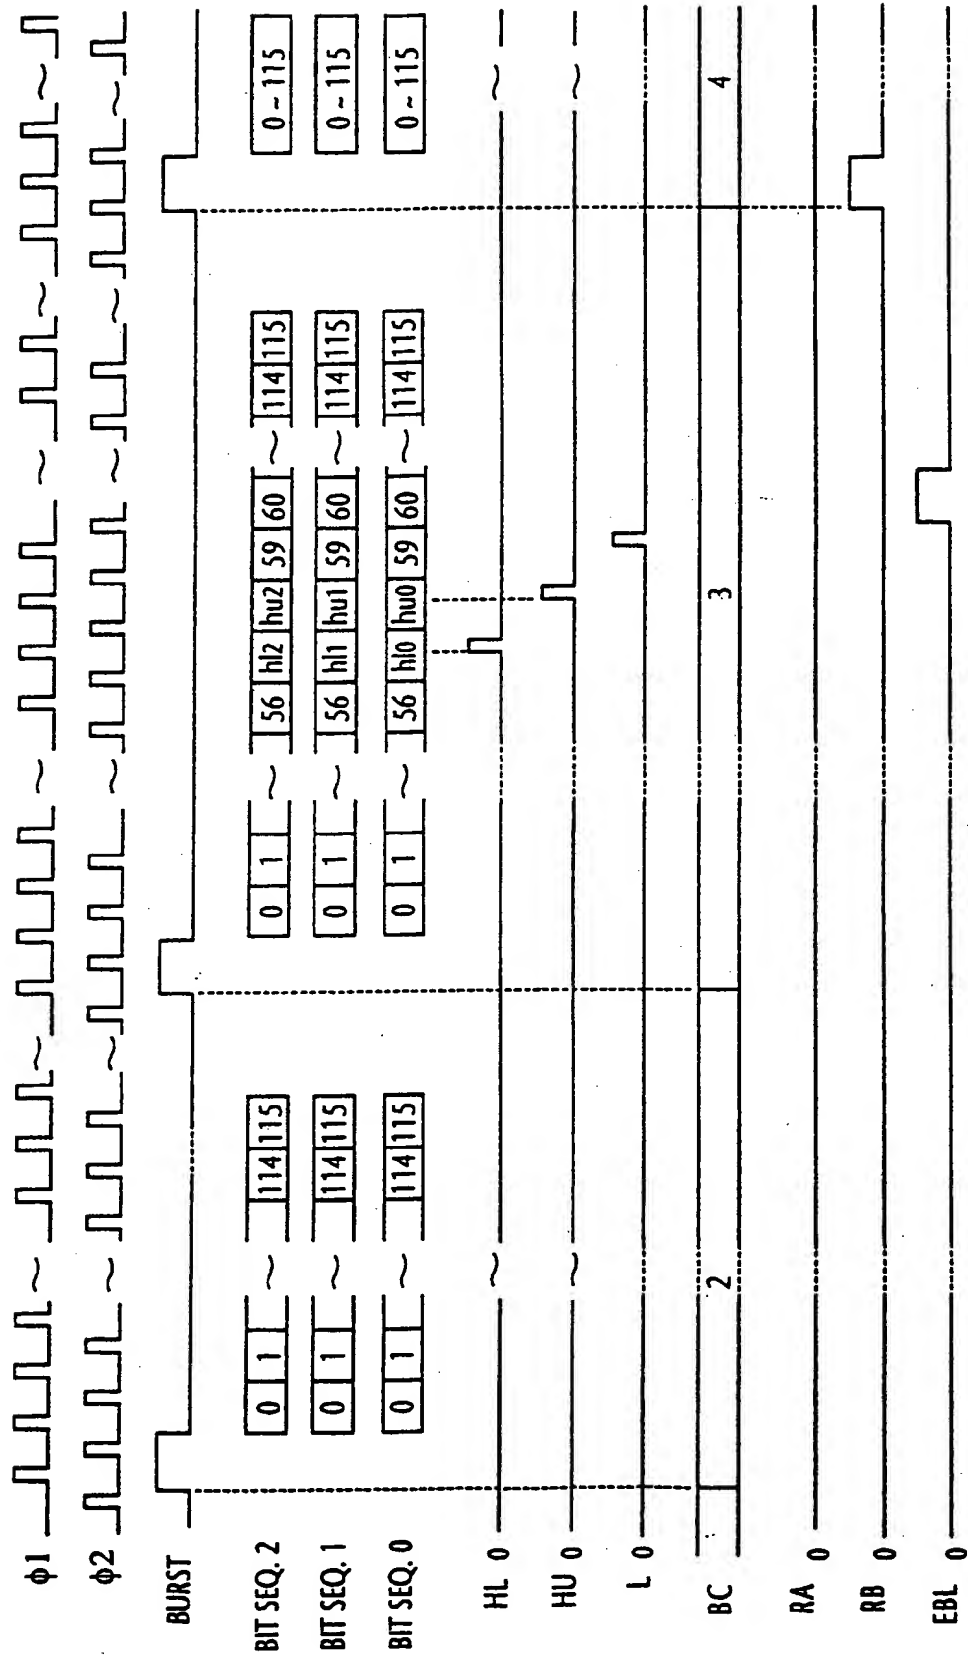 ϕ1
ϕ2
BURST
BIT SEQ. 2 0 1 ~ 114 115 0 1 ~ 56 hl2 hu2 59 60 ~ 114 115 0 ~ 115
BIT SEQ. 1 0 1 ~ 114 115 0 1 ~ 56 hl1 hu1 59 60 ~ 114 115 0 ~ 115
BIT SEQ. 0 0 1 ~ 114 115 0 1 ~ 56 hl0 hu0 59 60 ~ 114 115 0 ~ 115
HL 0
HU 0
L 0
BC 2 3 4
RA 0
RB 0
EBL 0